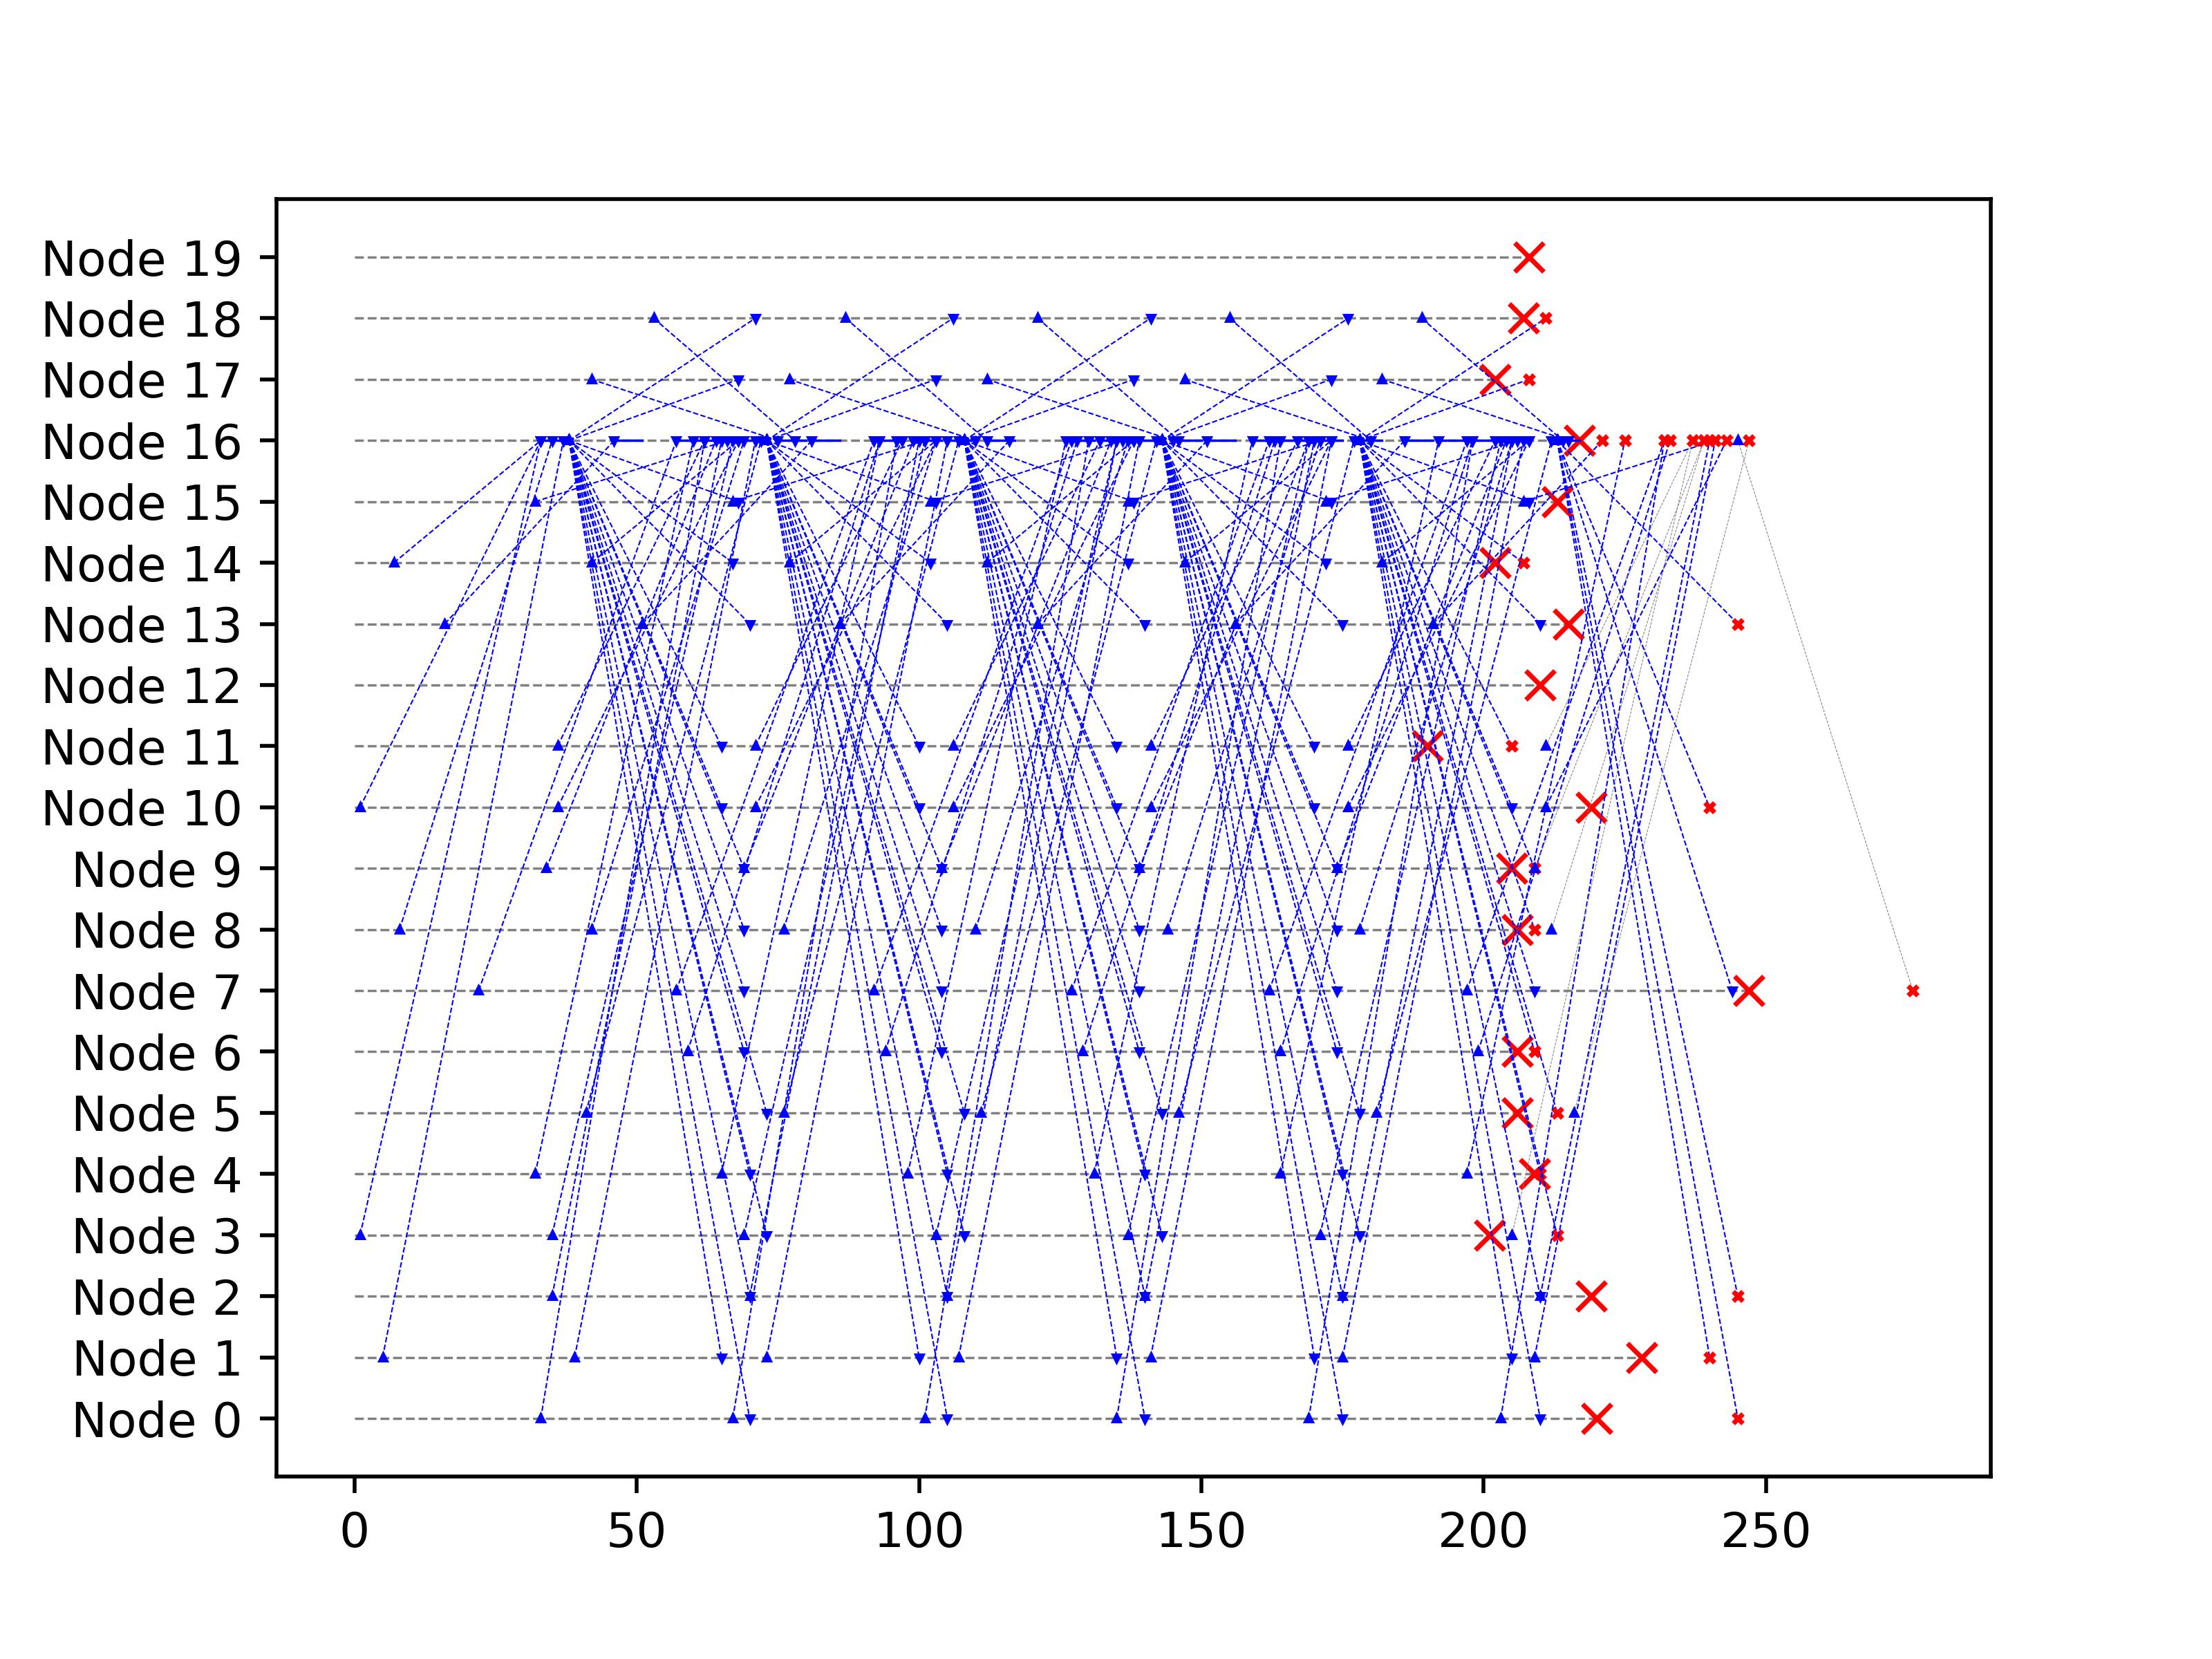 Node 19
Node 18
Node 17
Node 16
Node 15
Node 14
Node 13
Node 12
Node 11
Node 10
Node 9
Node 8
Node 7
Node 6
Node 5
Node 4
Node 3
Node 2
Node 1
Node 0
0 50 100 150 200 250